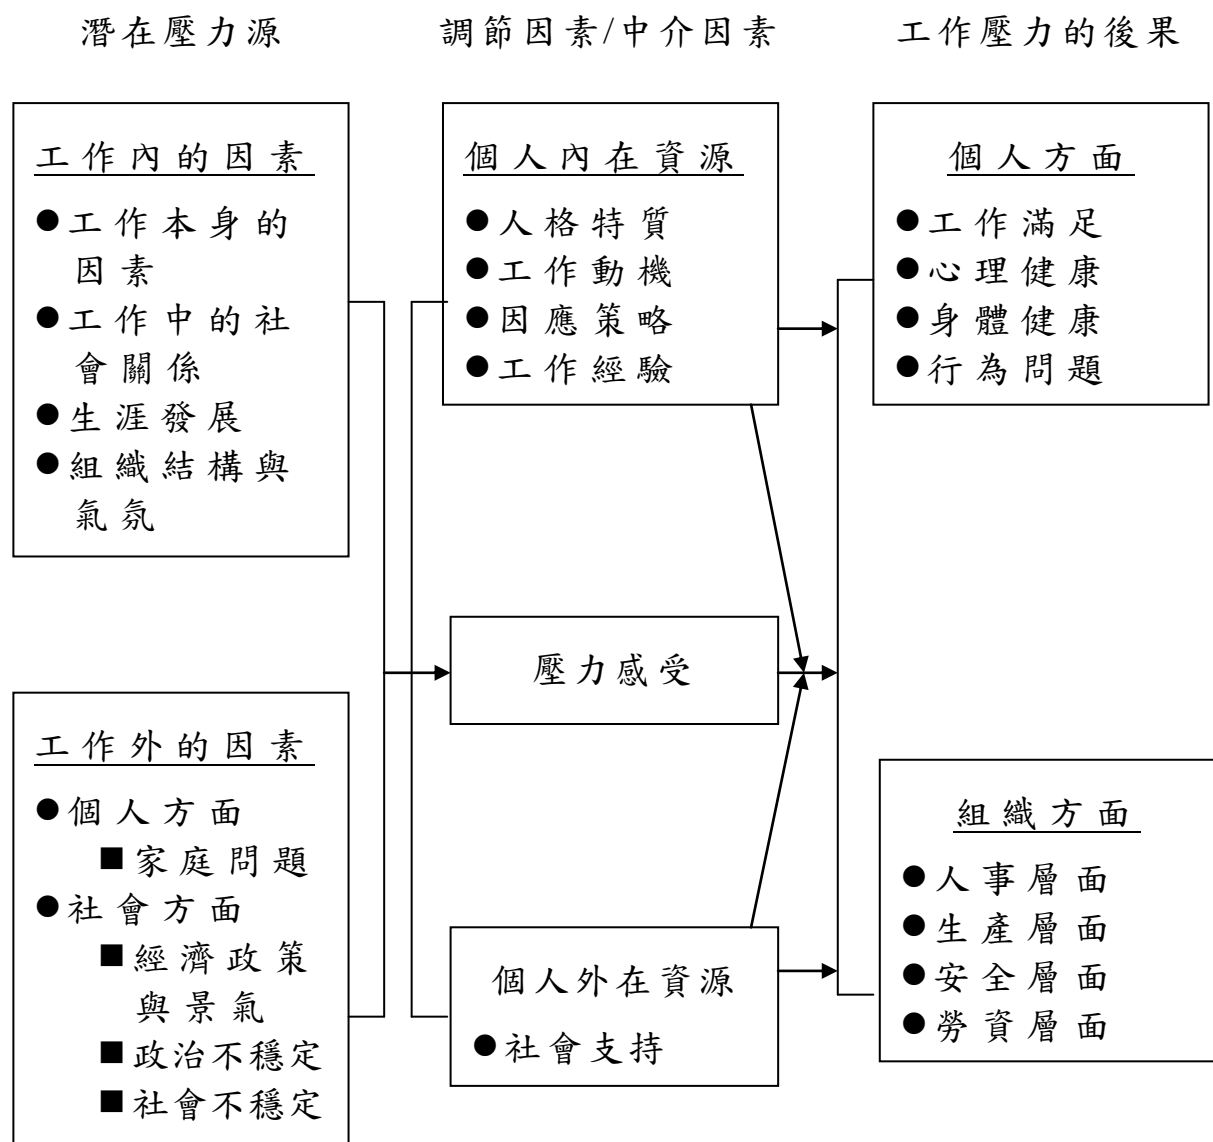 潛在壓力源
調節因素/中介因素
工作壓力的後果
工作內的因素
●工作本身的
因素
●工作中的社
會關係
●生涯發展
●組織結構與
氣氛
工作外的因素
●個人方面
■家庭問題
●社會方面
■經濟政策
與景氣
■政治不穩定
■社會不穩定
個人內在資源
●人格特質
●工作動機
●因應策略
●工作經驗
壓力感受
個人外在資源
●社會支持
個人方面
●工作滿足
●心理健康
●身體健康
●行為問題
組織方面
●人事層面
●生產層面
●安全層面
●勞資層面